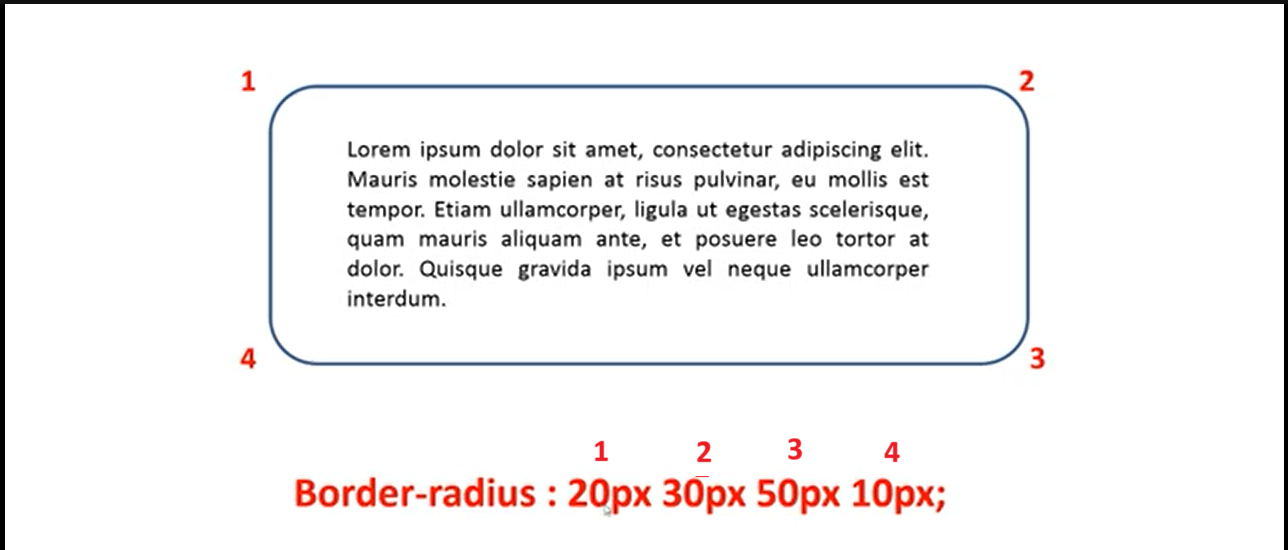 1 2
Lorem ipsum dolor sit amet, consectetur adipiscing elit.
Mauris molestie sapien at risus pulvinar, eu mollis est
tempor. Etiam ullamcorper, ligula ut egestas scelerisque,
quam mauris aliquam ante, et posuere leo tortor at
dolor. Quisque gravida ipsum vel neque ullamcorper
interdum.
4 3
1 2 3 4
Border-radius : 20px 30px 50px 10px;